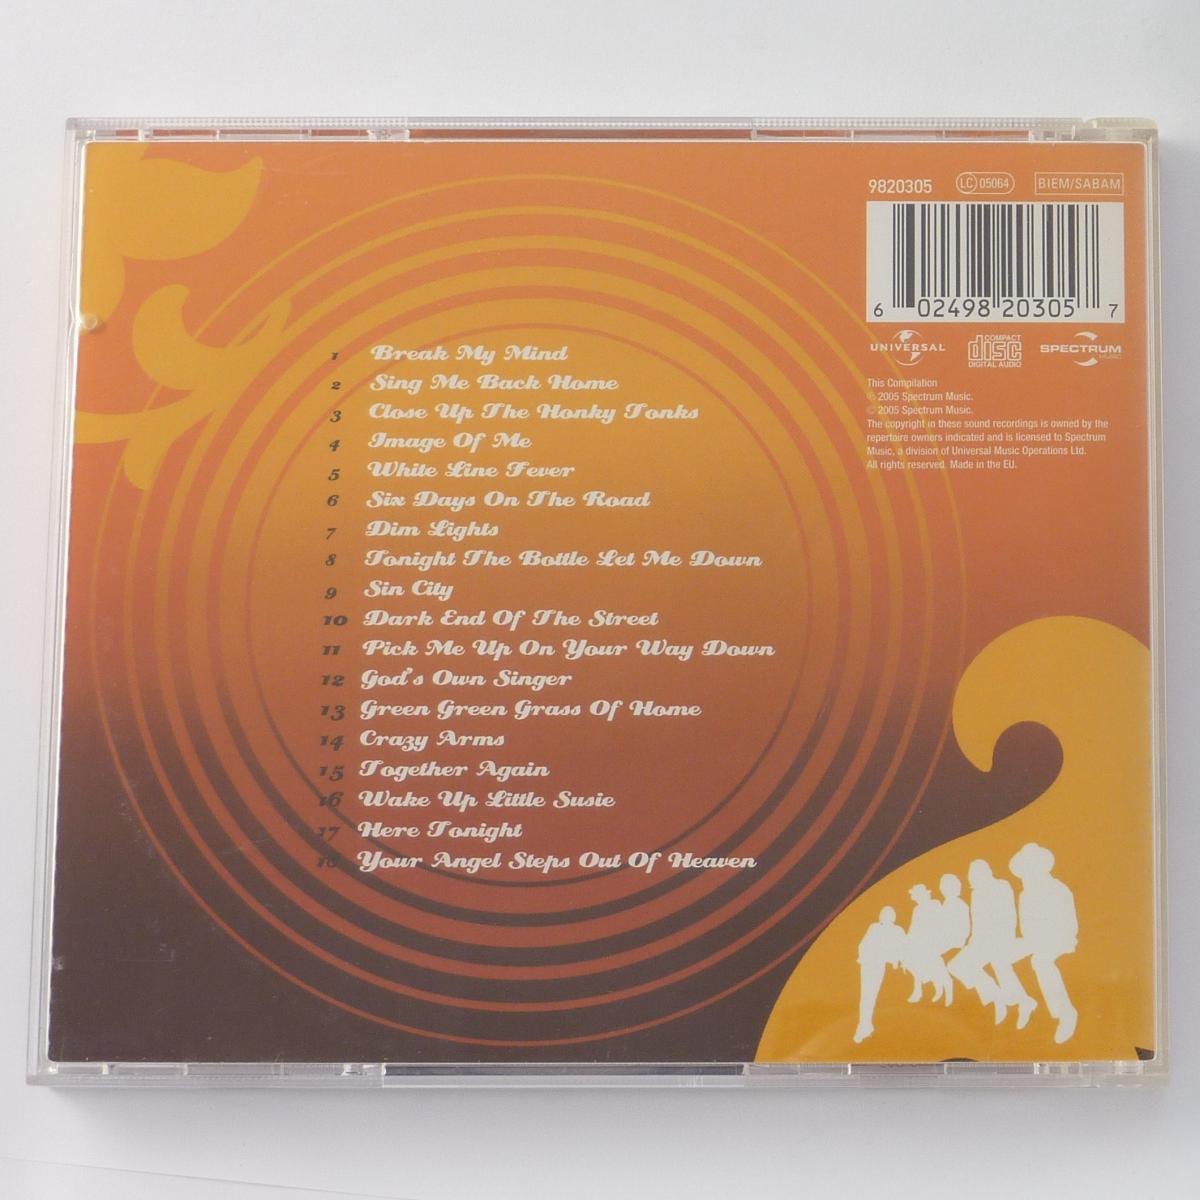 9820305 LC 05064 BIEM/SABAM
6 02498 20305 7
UNIVERSAL COMPACT disc DIGITAL AUDIO SPECTRUM MUSIC
This Compilation
℗ 2005 Spectrum Music.
© 2005 Spectrum Music.
The copyright in these sound recordings is owned by the
repertoire owners indicated and is licensed to Spectrum
Music, a division of Universal Music Operations Ltd.
All rights reserved. Made in the EU.
1 Break My Mind
2 Sing Me Back Home
3 Close Up The Honky Tonks
4 Image Of Me
5 White Line Fever
6 Six Days On The Road
7 Dim Lights
8 Tonight The Bottle Let Me Down
9 Sin City
10 Dark End Of The Street
11 Pick Me Up On Your Way Down
12 God's Own Singer
13 Green Green Grass Of Home
14 Crazy Arms
15 Together Again
16 Wake Up Little Susie
17 Here Tonight
18 Your Angel Steps Out Of Heaven